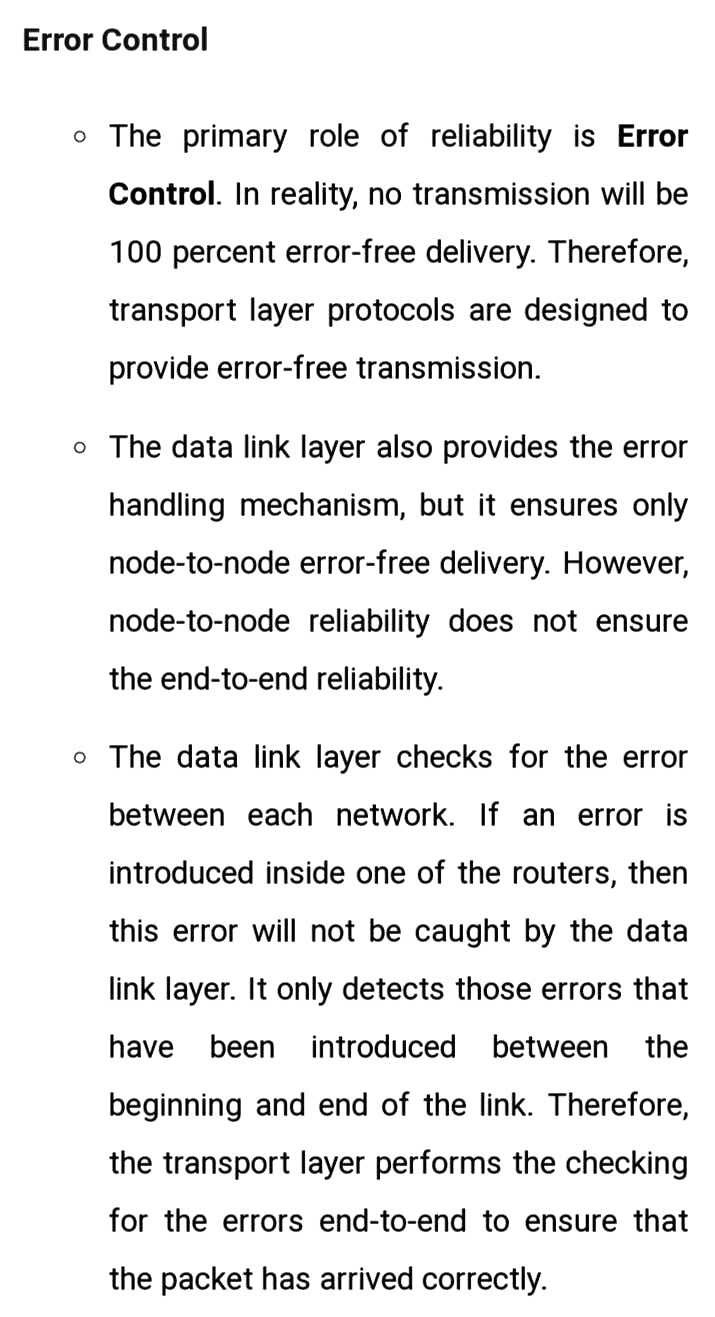 Error Control
○ The primary role of reliability is Error
Control. In reality, no transmission will be
100 percent error-free delivery. Therefore,
transport layer protocols are designed to
provide error-free transmission.
○ The data link layer also provides the error
handling mechanism, but it ensures only
node-to-node error-free delivery. However,
node-to-node reliability does not ensure
the end-to-end reliability.
○ The data link layer checks for the error
between each network. If an error is
introduced inside one of the routers, then
this error will not be caught by the data
link layer. It only detects those errors that
have been introduced between the
beginning and end of the link. Therefore,
the transport layer performs the checking
for the errors end-to-end to ensure that
the packet has arrived correctly.